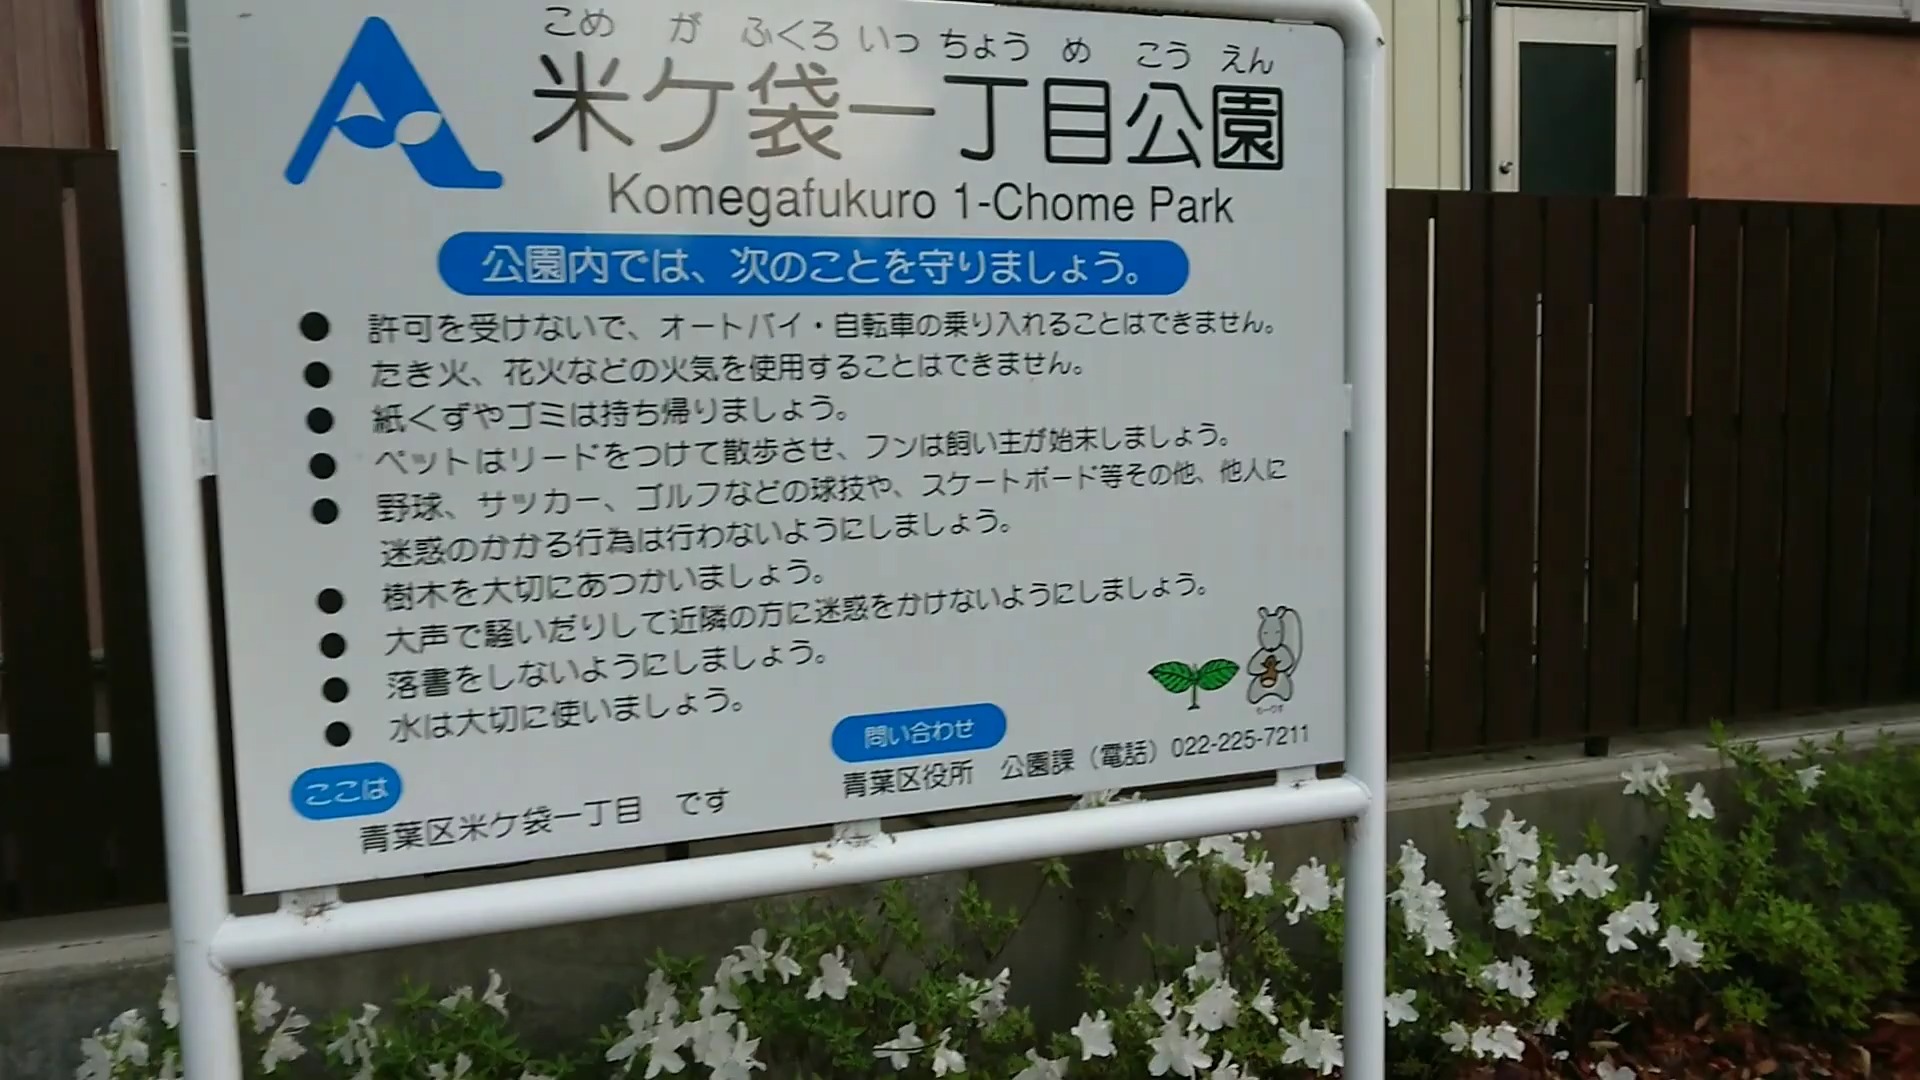 こめ が ふくろ いっ ちょう め こう えん
米ケ袋一丁目公園
Komegafukuro 1-Chome Park
公園内では、次のことを守りましょう。
● 許可を受けないで、オートバイ・自転車の乗り入れることはできません。
● たき火、花火などの火気を使用することはできません。
● 紙くずやゴミは持ち帰りましょう。
● ペットはリードをつけて散歩させ、フンは飼い主が始末しましょう。
● 野球、サッカー、ゴルフなどの球技や、スケートボード等その他、他人に
迷惑のかかる行為は行わないようにしましょう。
● 樹木を大切にあつかいましょう。
● 大声で騒いだりして近隣の方に迷惑をかけないようにしましょう。
● 落書をしないようにしましょう。
● 水は大切に使いましょう。
ここは
青葉区米ケ袋一丁目 です
問い合わせ
青葉区役所 公園課（電話）022-225-7211